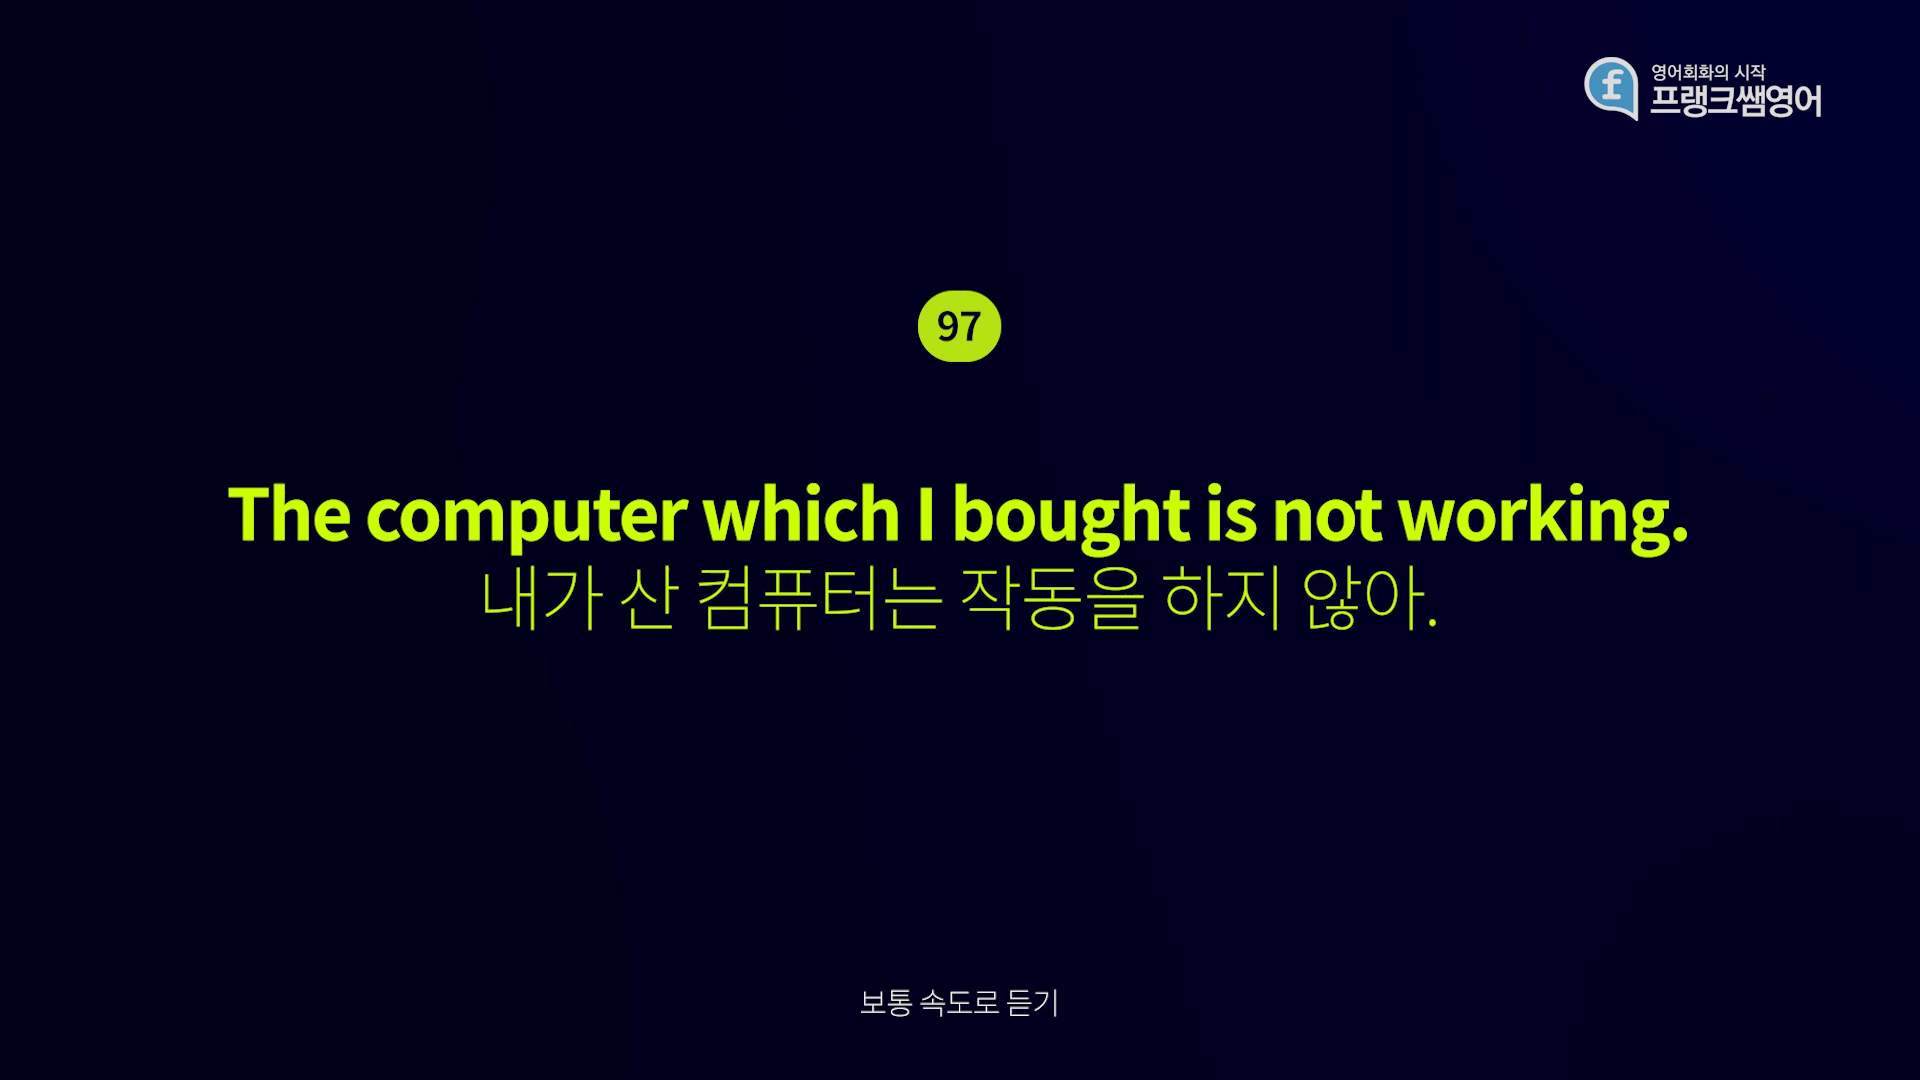 영어회화의 시작
프랭크쌤영어
97
The computer which I bought is not working.
내가 산 컴퓨터는 작동을 하지 않아.
보통 속도로 듣기